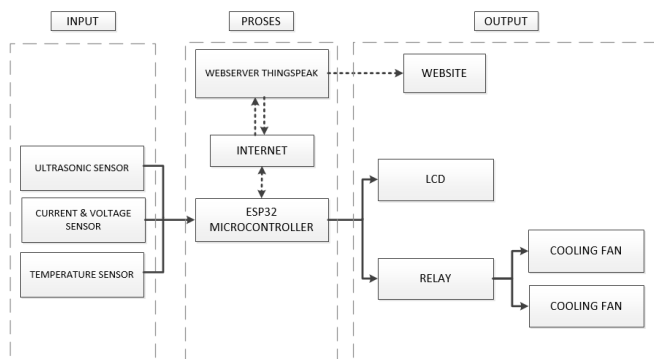 INPUT
PROSES
OUTPUT
WEBSERVER THINGSPEAK
WEBSITE
INTERNET
ULTRASONIC SENSOR
LCD
CURRENT & VOLTAGE
SENSOR
ESP32
MICROCONTROLLER
TEMPERATURE SENSOR
RELAY
COOLING FAN
COOLING FAN